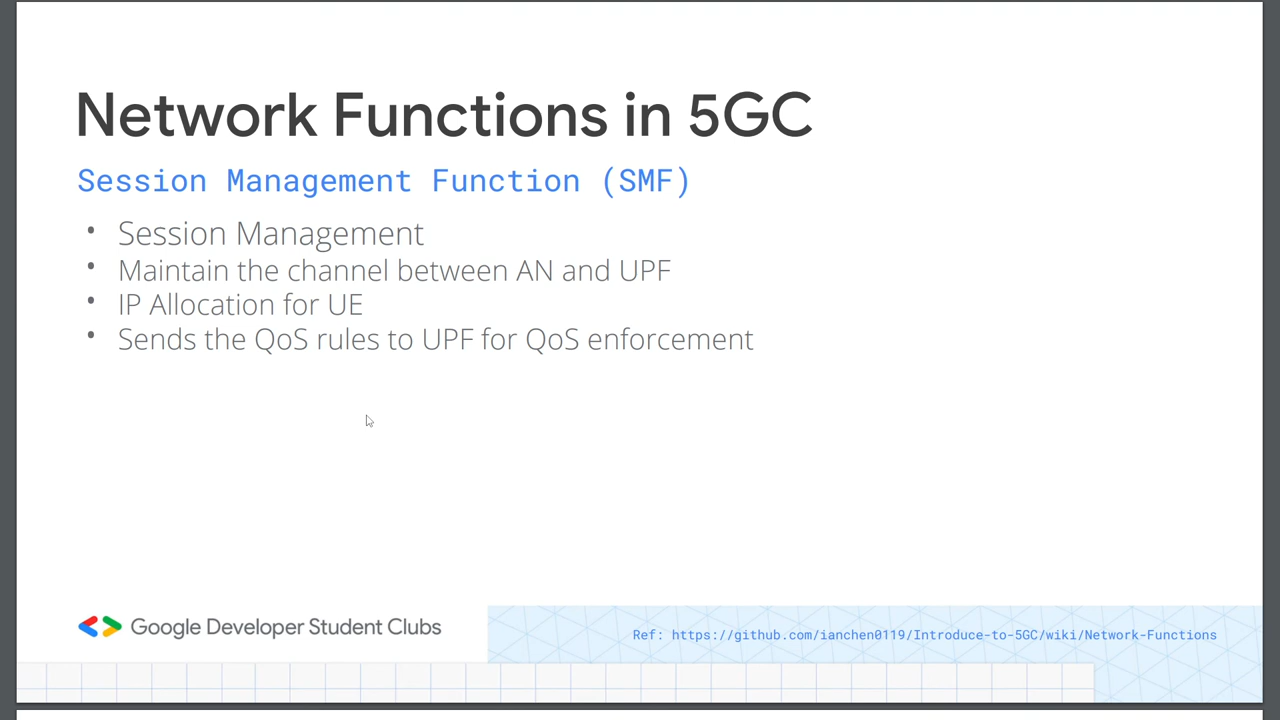 Network Functions in 5GC
Session Management Function (SMF)
• Session Management
• Maintain the channel between AN and UPF
• IP Allocation for UE
• Sends the QoS rules to UPF for QoS enforcement
Google Developer Student Clubs
Ref: https://github.com/ianchen0119/Introduce-to-5GC/wiki/Network-Functions